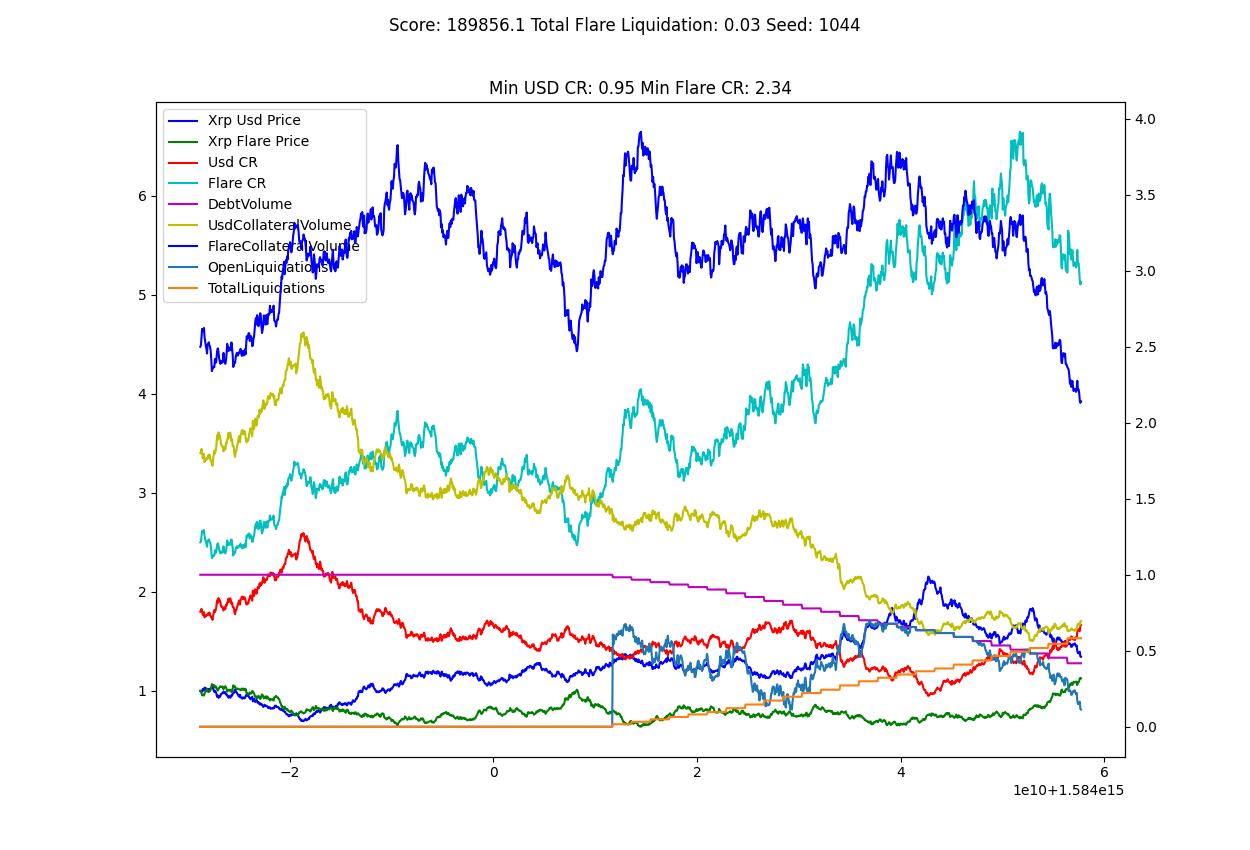 Score: 189856.1 Total Flare Liquidation: 0.03 Seed: 1044
Min USD CR: 0.95 Min Flare CR: 2.34
Xrp Usd Price
Xrp Flare Price
Usd CR
Flare CR
DebtVolume
UsdCollateralVolume
FlareCollateralVolume
OpenLiquidations
TotalLiquidations
6
5
4
3
2
1
4.0
3.5
3.0
2.5
2.0
1.5
1.0
0.5
0.0
−2
0
2
4
6
1e10+1.584e15